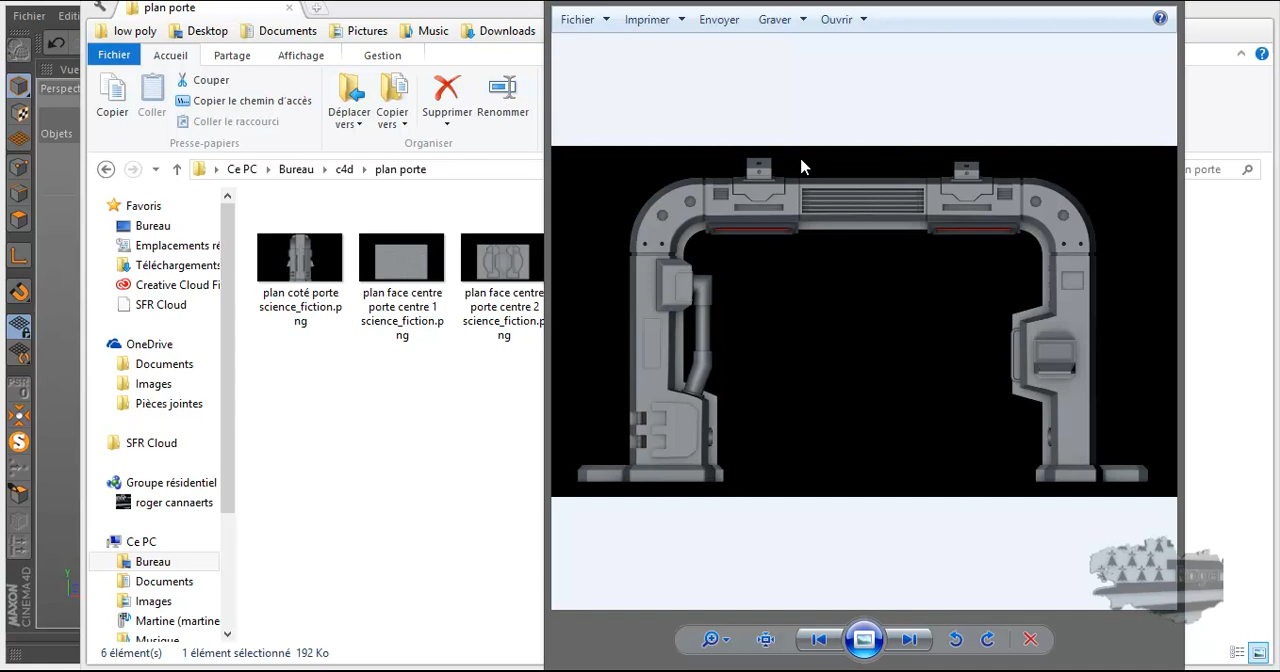 Fichier Editi
plan porte
Fichier Imprimer Envoyer Graver Ouvrir
low poly Desktop Documents Pictures Music Downloads
Fichier Accueil Partage Affichage Gestion
Vue
Perspect
Objets
Copier
Coller
Couper
Copier le chemin d'accès
Coller le raccourci
Presse-papiers
Déplacer vers
Copier vers
Supprimer
Renommer
Organiser
Ce PC Bureau c4d plan porte
no porte
Favoris
Bureau
Emplacements ré
Téléchargements
Creative Cloud Fi
SFR Cloud
OneDrive
Documents
Images
Pièces jointes
SFR Cloud
Groupe résidentiel
roger cannaerts
Ce PC
Bureau
Documents
Images
Martine (martine
Musique
plan coté porte
science_fiction.p
ng
plan face centre
porte centre 1
science_fiction.p
ng
plan face centre
porte centre 2
science_fiction.p
ng
PSR
0
Y
MAXON
CINEMA 4D
6 élément(s) 1 élément sélectionné 192 Ko